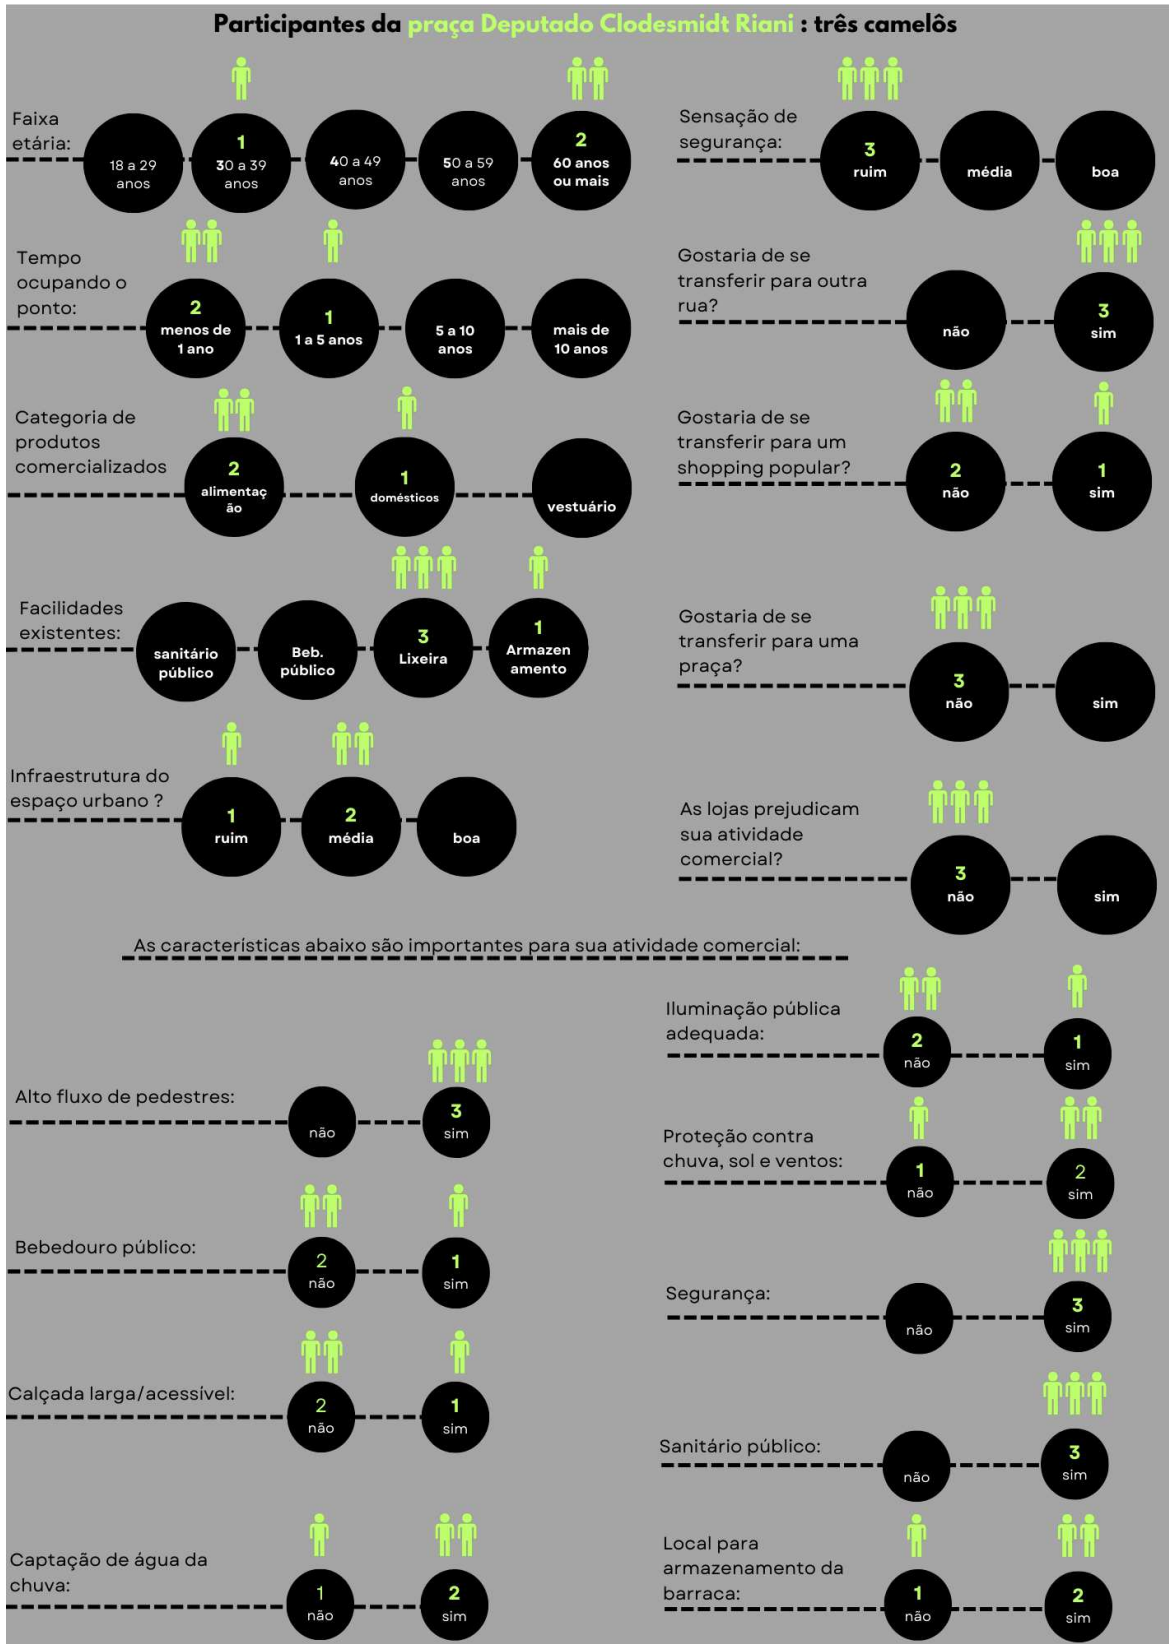 Participantes da praça Deputado Clodesmidt Riani : três camelôs
Faixa
etária:
18 a 29
anos
1
30 a 39
anos
40 a 49
anos
50 a 59
anos
2
60 anos
ou mais
Tempo
ocupando o
ponto:
2
menos de
1 ano
1
1 a 5 anos
5 a 10
anos
mais de
10 anos
Categoria de
produtos
comercializados
2
alimentaç
ão
1
domésticos
vestuário
Facilidades
existentes:
sanitário
público
Beb.
público
3
Lixeira
1
Armazen
amento
Infraestrutura do
espaço urbano ?
1
ruim
2
média
boa
Sensação de
segurança:
3
ruim
média
boa
Gostaria de se
transferir para outra
rua?
não
3
sim
Gostaria de se
transferir para um
shopping popular?
2
não
1
sim
Gostaria de se
transferir para uma
praça?
3
não
sim
As lojas prejudicam
sua atividade
comercial?
3
não
sim
As características abaixo são importantes para sua atividade comercial:
Alto fluxo de pedestres:
não
3
sim
Bebedouro público:
2
não
1
sim
Calçada larga/acessível:
2
não
1
sim
Captação de água da
chuva:
1
não
2
sim
Iluminação pública
adequada:
2
não
1
sim
Proteção contra
chuva, sol e ventos:
1
não
2
sim
Segurança:
não
3
sim
Sanitário público:
não
3
sim
Local para
armazenamento da
barraca:
1
não
2
sim